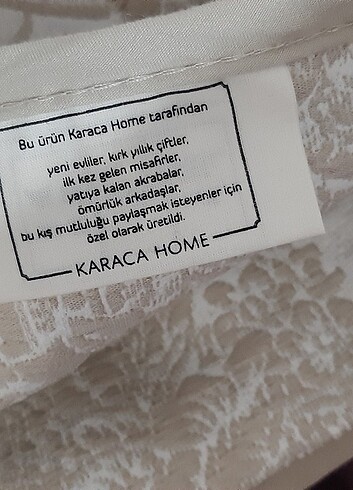 Bu ürün Karaca Home tarafından
yeni evliler, kırk yıllık çiftler,
ilk kez gelen misafirler,
yatıya kalan akrabalar,
ömürlük arkadaşlar,
bu kış mutluluğu paylaşmak isteyenler için
özel olarak üretildi.
KARACA HOME